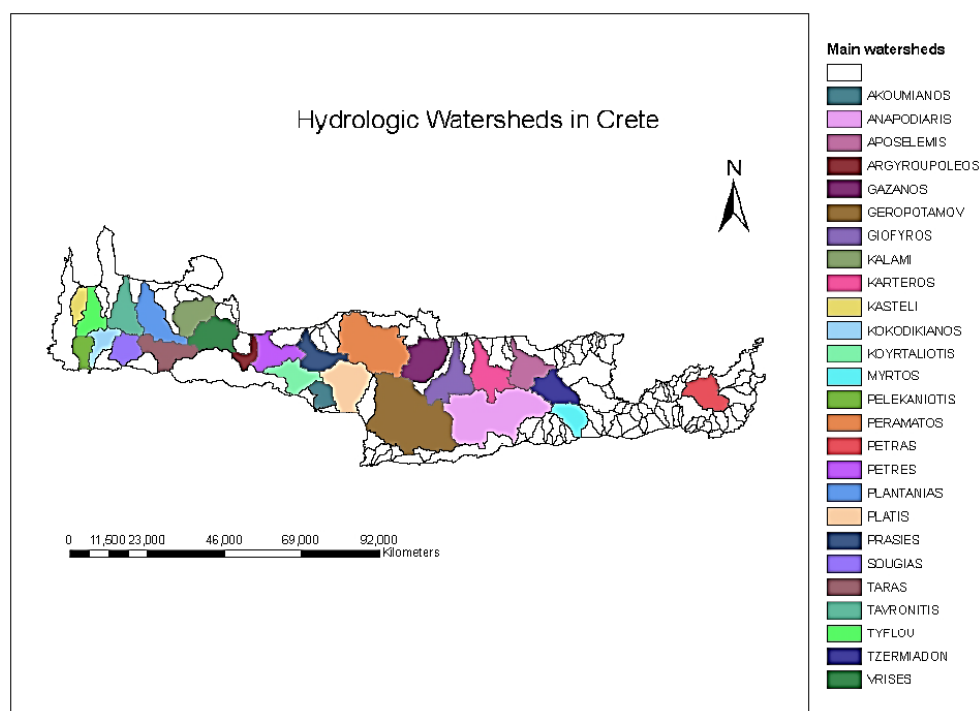 Hydrologic Watersheds in Crete
N
0 11,500 23,000 46,000 69,000 92,000
Kilometers
Main watersheds
AKOUMIANOS
ANAPODIARIS
APOSELEMIS
ARGYROUPOLEOS
GAZANOS
GEROPOTAMOV
GIOFYROS
KALAMI
KARTEROS
KASTELI
KOKODIKIANOS
KOYRTALIOTIS
MYRTOS
PELEKANIOTIS
PERAMATOS
PETRAS
PETRES
PLANTANIAS
PLATIS
PRASIES
SOUGIAS
TARAS
TAVRONITIS
TYFLOU
TZERMIADON
VRISES